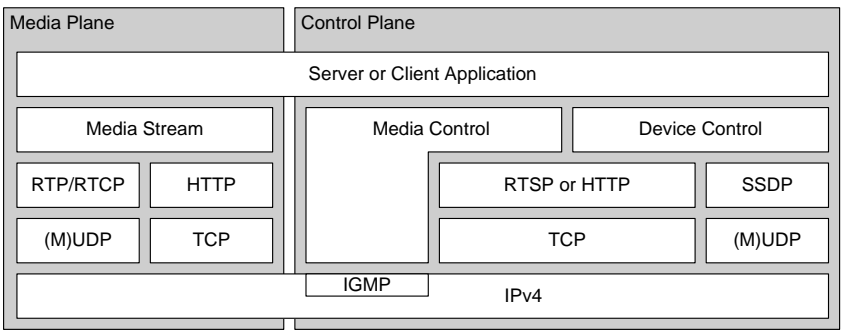 Media Plane
Control Plane
Server or Client Application
Media Stream
Media Control
Device Control
RTP/RTCP
HTTP
RTSP or HTTP
SSDP
(M)UDP
TCP
TCP
(M)UDP
IGMP
IPv4